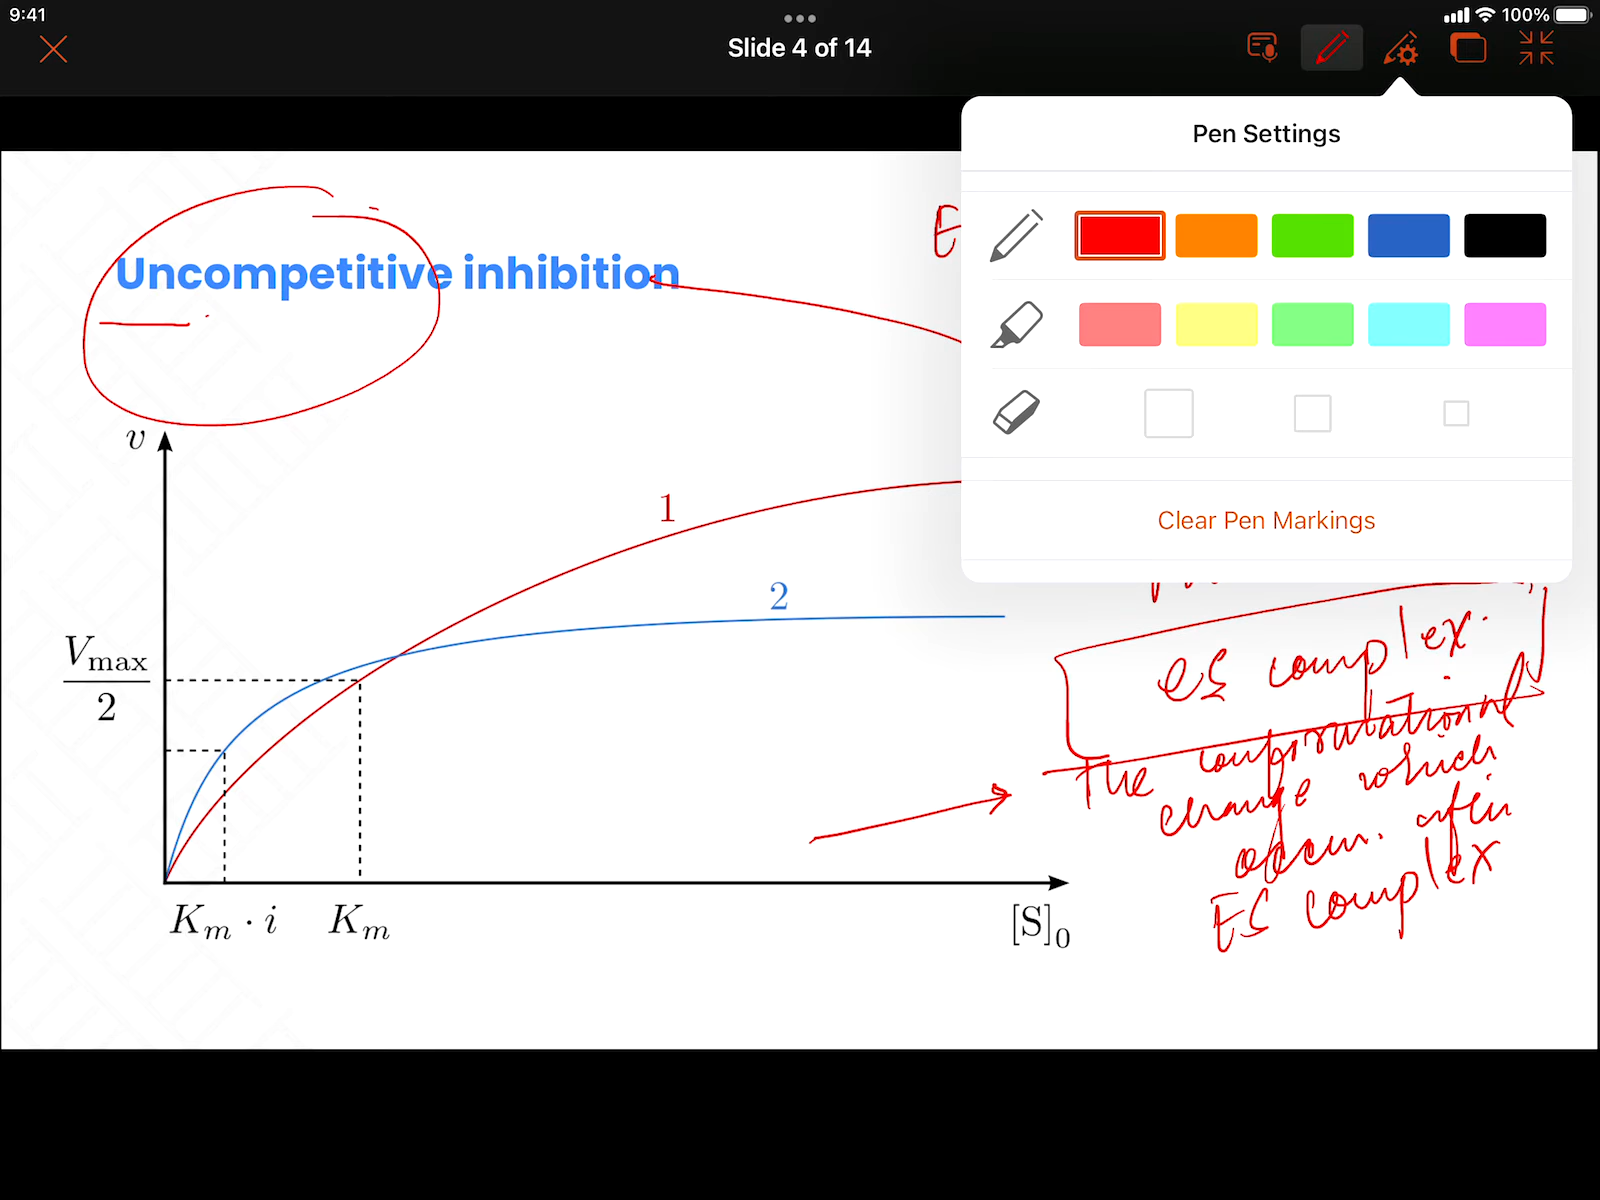 9:41
100%
Slide 4 of 14
Pen Settings
Uncompetitive inhibition
E
Clear Pen Markings
v
1
2
Vmax
2
ES complex.
The conformational
change which
occur. after
ES complex
Km · i
Km
[S]0